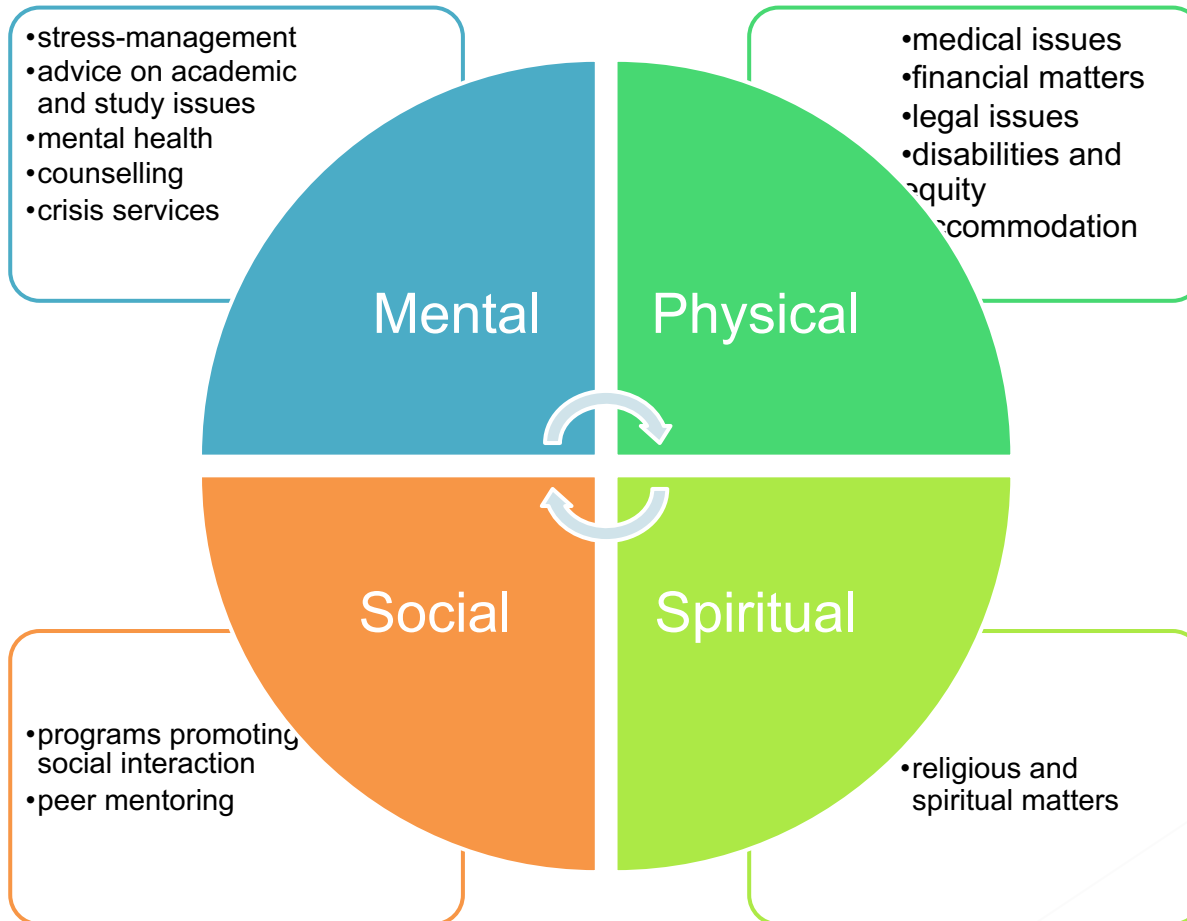 •stress-management
•advice on academic
and study issues
•mental health
•counselling
•crisis services
•medical issues
•financial matters
•legal issues
•disabilities and
equity
ccommodation
Mental
Physical
Social
Spiritual
•programs promoting
social interaction
•peer mentoring
•religious and
spiritual matters